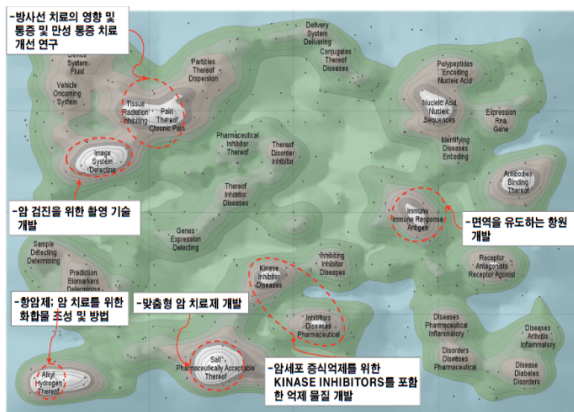 -방사선 치료의 영향 및
통증 및 만성 통증 치료
개선 연구
System
Fluid
Vehicle
Oncoming
System
Particles
Thereof
Dispersion
Delivery
System
Delivering
Conjugates
Thereof
Diseases
Polypeptides
Encoding
Nucleic Acid
Tissue
Radiation
Inhibiting
Pain
Thereof
Chronic Pain
Nucleic Acid
Nucleic
Sequences
Expression
Rna
Gene
Image
System
Detecting
Pharmaceutical
Inhibitor
Thereof
Thereof
Disorder
Inhibitor
Identifying
Diseases
Enboding
Antibodies
Binding
Thereof
-암 검진을 위한 촬영 기술
개발
Thereof
Inhibitor
Diseases
Immune
Immune Response
Antigen
-면역을 유도하는 항원
개발
Genes
Expression
Detecting
Sample
Detecting
Determining
Prediction
Biomarkers
Determining
Kinase
Inhibitor
Diseases
Inhibiting
Inhibitor
Diseases
Receptor
Antagonists
Receptor Agonist
-항암제; 암 치료를 위한
화합물 조성 및 방법
-맞춤형 암 치료제 개발
Inhibitors
Diseases
Pharmaceutical
Diseases
Pharmaceutical
Inflammatory
Diseases
Arthritis
Inflammatory
Disorders
Diseases
Pharmaceutical
Disease
Diabetes
Disorders
Alkyl
Hydrogen
Thereof
Salt
Pharmaceutically Acceptable
Thereof
-암세포 증식억제를 위한
KINASE INHIBITORS를 포함
한 억제 물질 개발